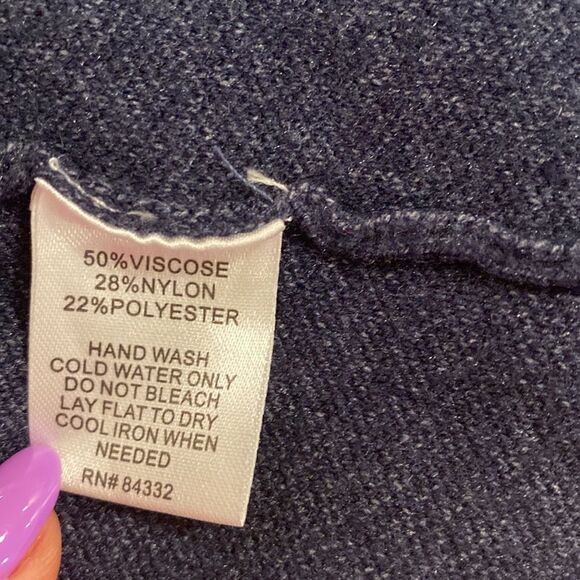 50%VISCOSE
28%NYLON
22%POLYESTER
HAND WASH
COLD WATER ONLY
DO NOT BLEACH
LAY FLAT TO DRY
COOL IRON WHEN
NEEDED
RN# 84332